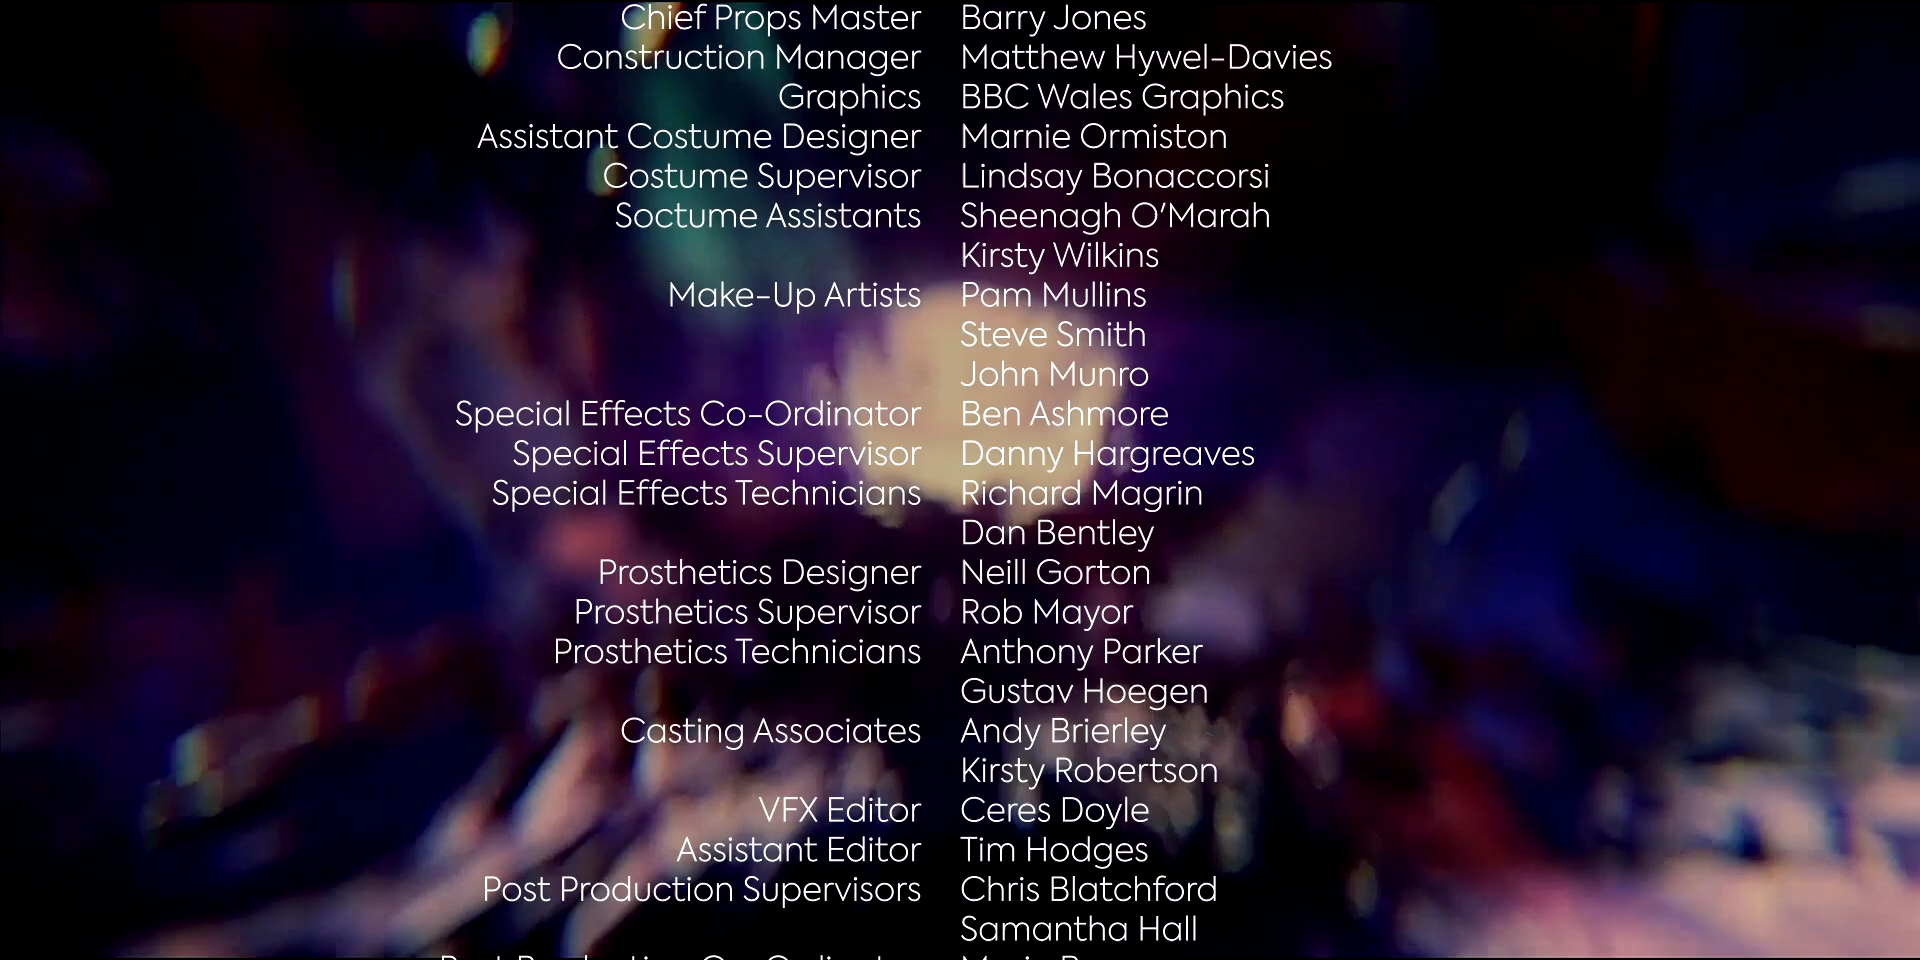 Chief Props Master Barry Jones
Construction Manager Matthew Hywel-Davies
Graphics BBC Wales Graphics
Assistant Costume Designer Marnie Ormiston
Costume Supervisor Lindsay Bonaccorsi
Soctume Assistants Sheenagh O'Marah
Kirsty Wilkins
Make-Up Artists Pam Mullins
Steve Smith
John Munro
Special Effects Co-Ordinator Ben Ashmore
Special Effects Supervisor Danny Hargreaves
Special Effects Technicians Richard Magrin
Dan Bentley
Prosthetics Designer Neill Gorton
Prosthetics Supervisor Rob Mayor
Prosthetics Technicians Anthony Parker
Gustav Hoegen
Casting Associates Andy Brierley
Kirsty Robertson
VFX Editor Ceres Doyle
Assistant Editor Tim Hodges
Post Production Supervisors Chris Blatchford
Samantha Hall